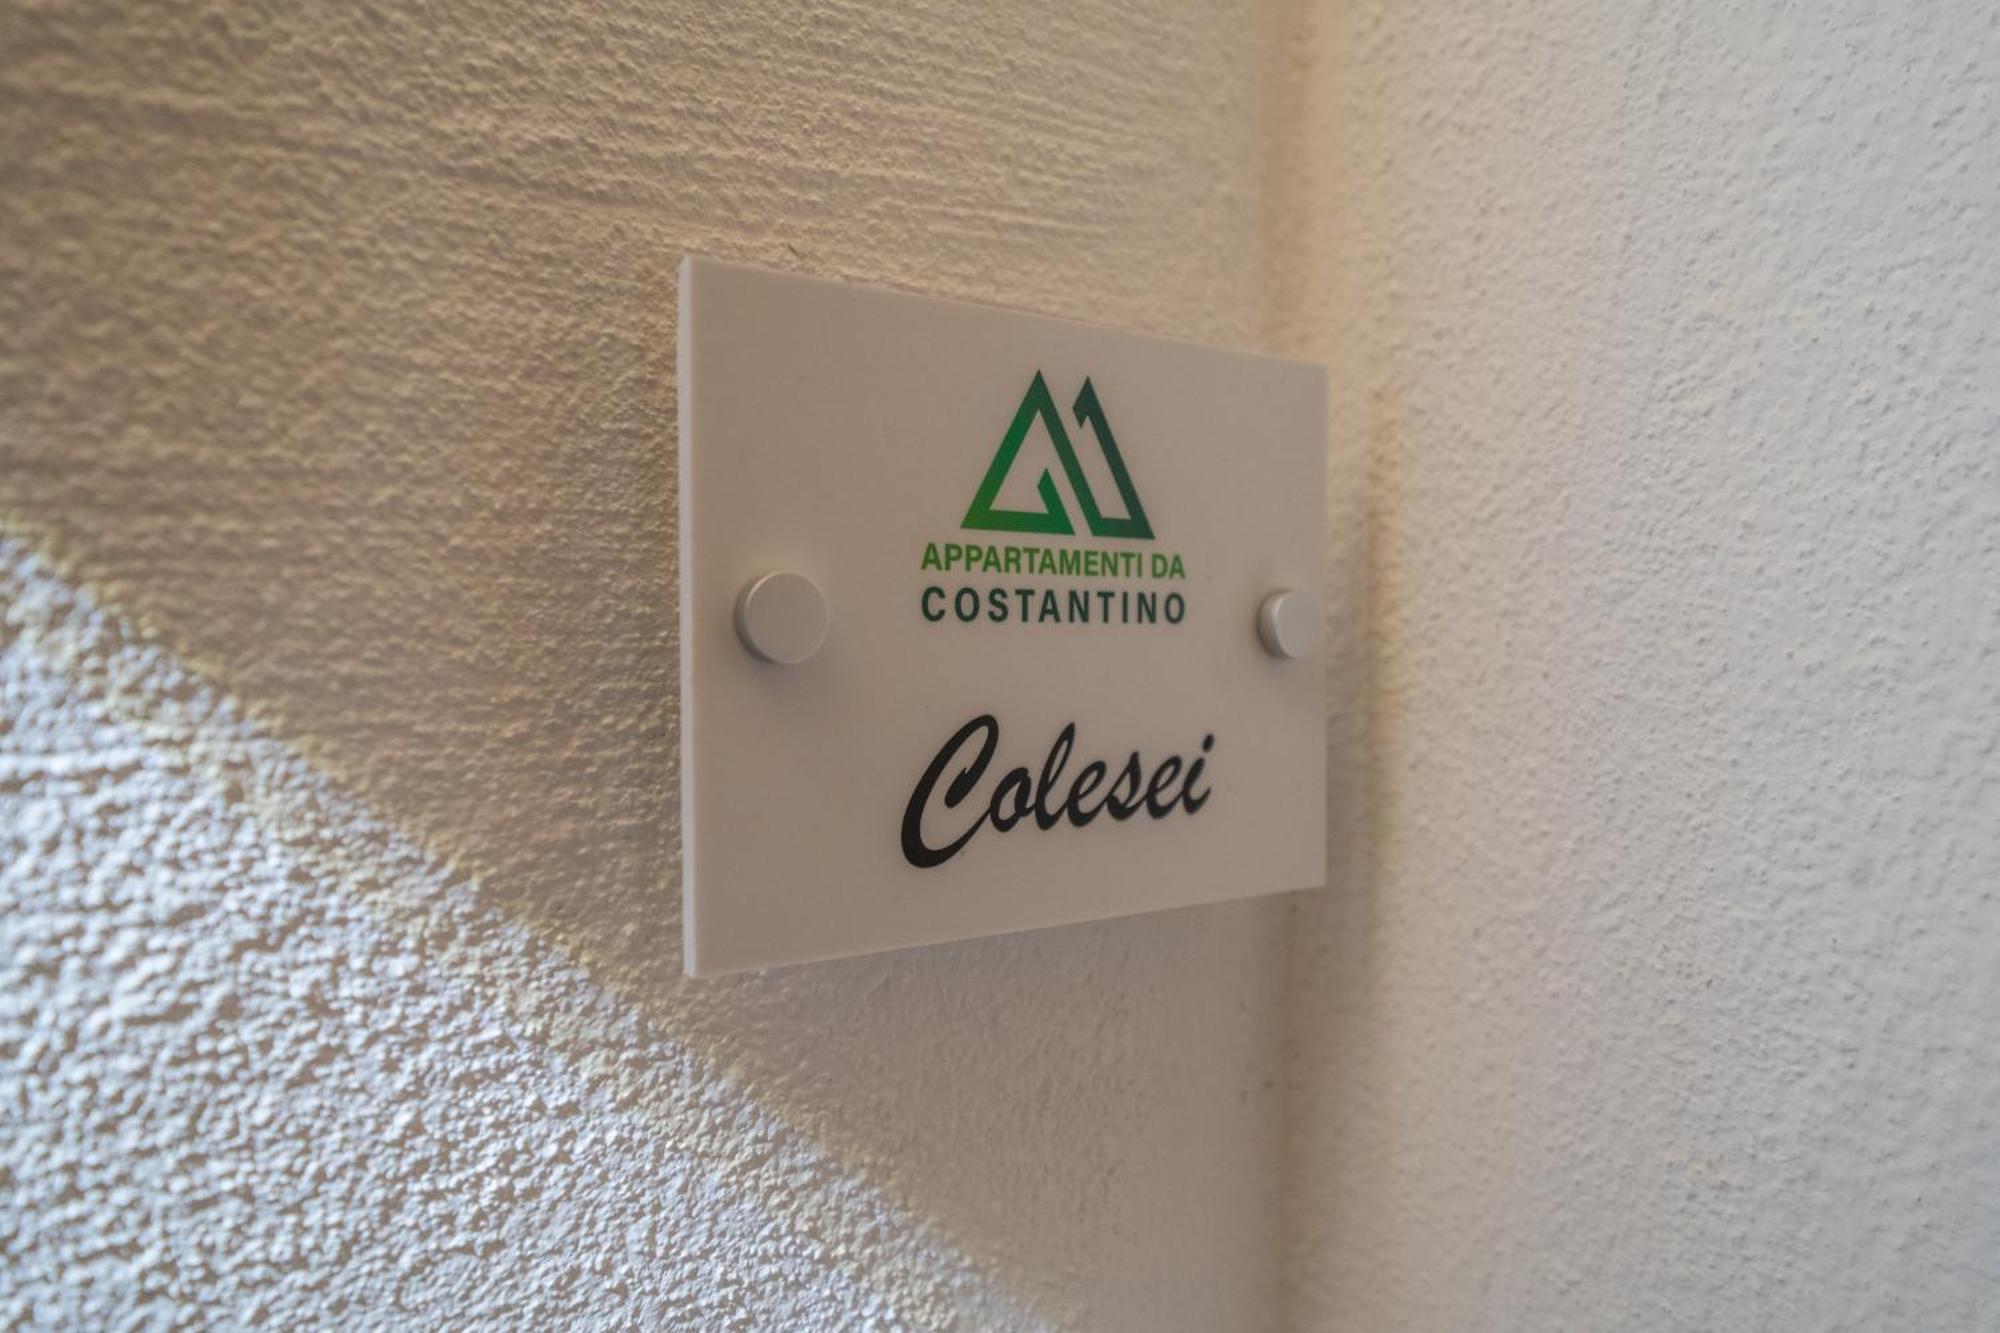 APPARTAMENTI DA
COSTANTINO
Colesei